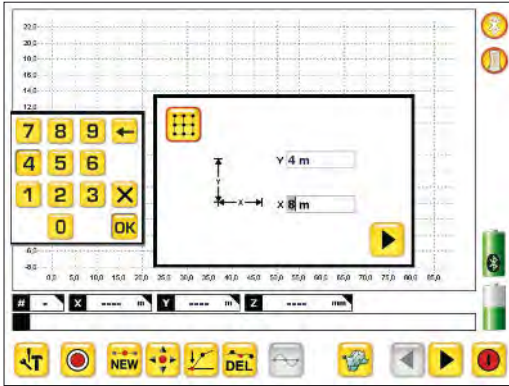 22,0
20,0
18,0
16,0
14,0
12,0
7 8 9 ←
4 5 6
1 2 3 X
0 OK
Y 4 m
Y
X
X 8 m
-6,0
-8,0
0,0 5,0 10,0 15,0 20,0 25,0 30,0 35,0 40,0 45,0 50,0 55,0 60,0 65,0 70,0 75,0 80,0 85,0
# - X ---- m Y ---- m Z ---- mm
T NEW DEL